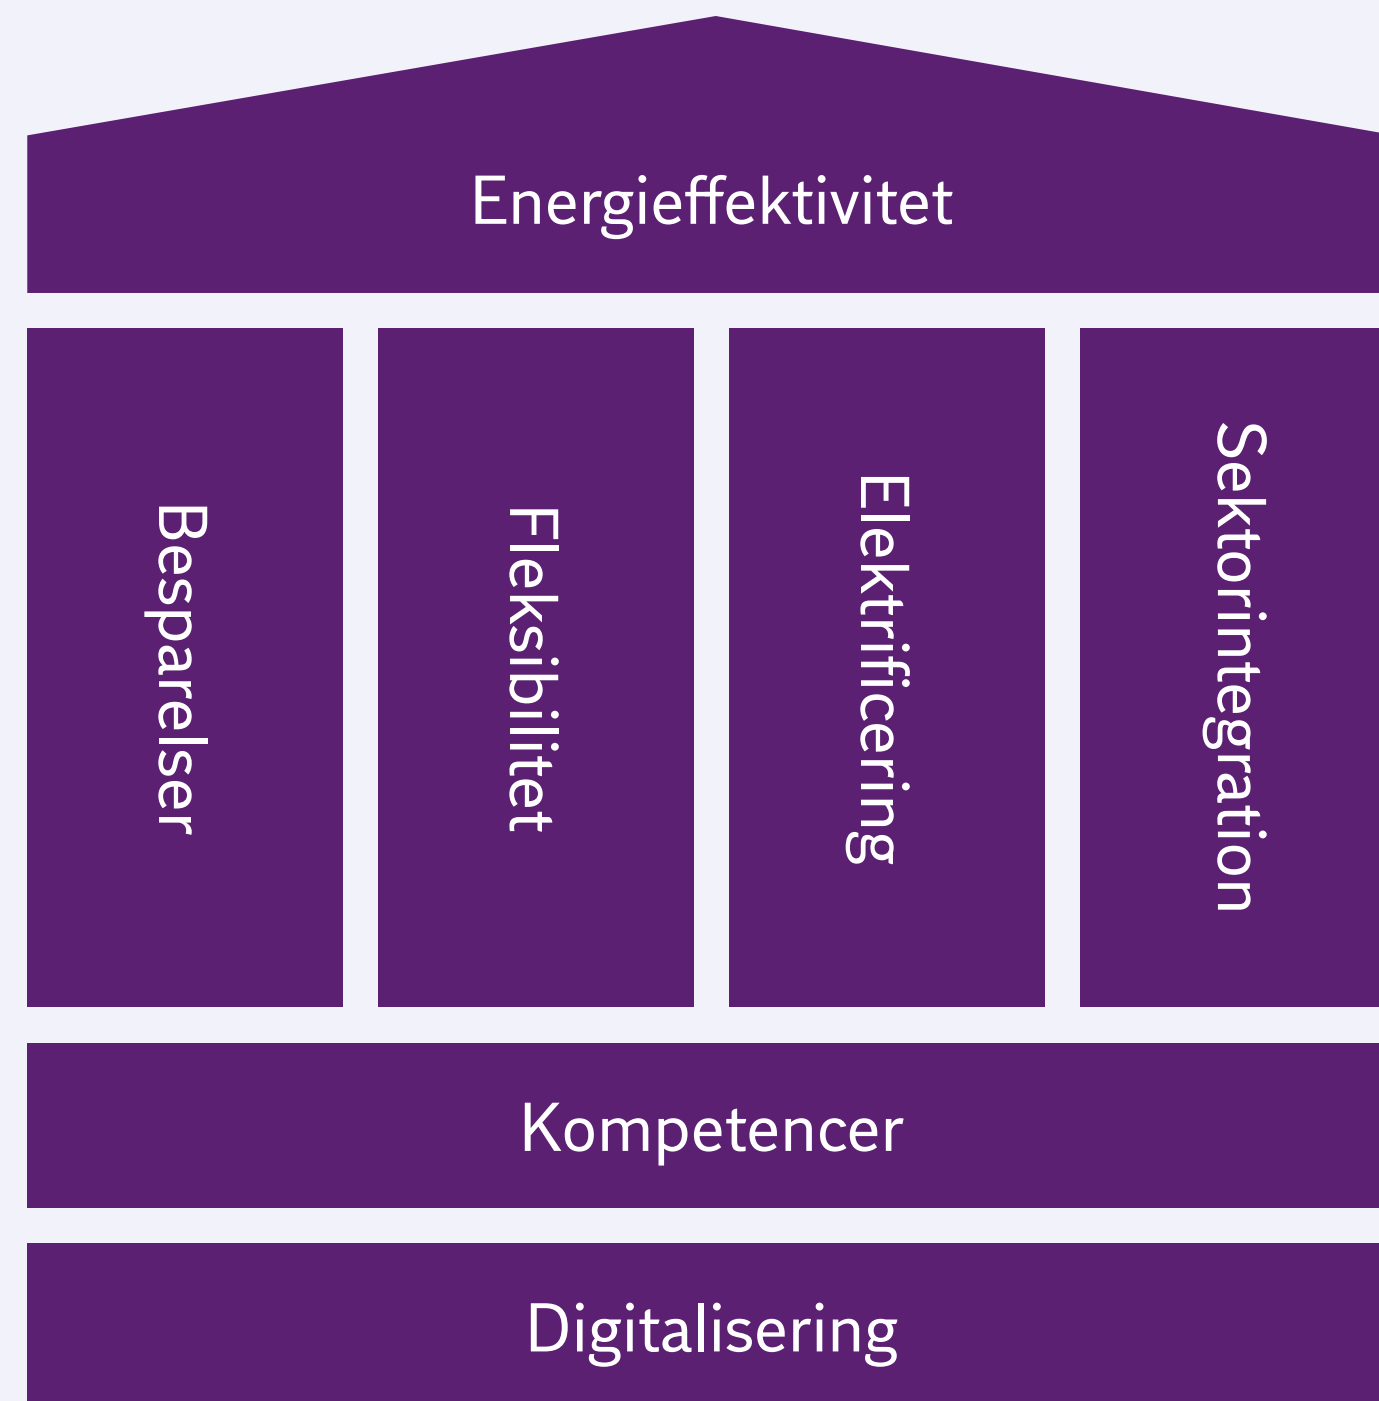 Energieffektivitet
Besparelser
Fleksibilitet
Elektrificering
Sektorintegration
Kompetencer
Digitalisering